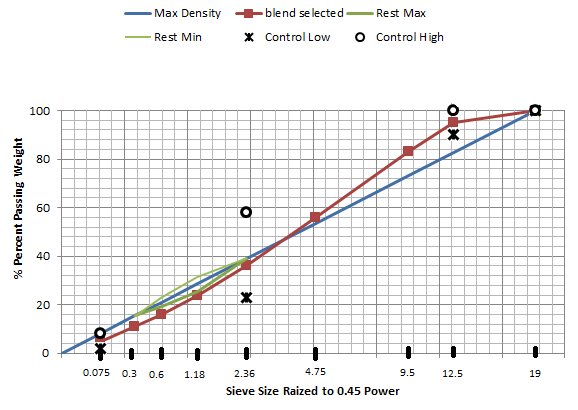 Max Density blend selected Rest Max
Rest Min Control Low Control High
100
80
60
40
20
0
% Percent Passing Weight
0.075 0.3 0.6 1.18 2.36 4.75 9.5 12.5 19
Sieve Size Raized to 0.45 Power